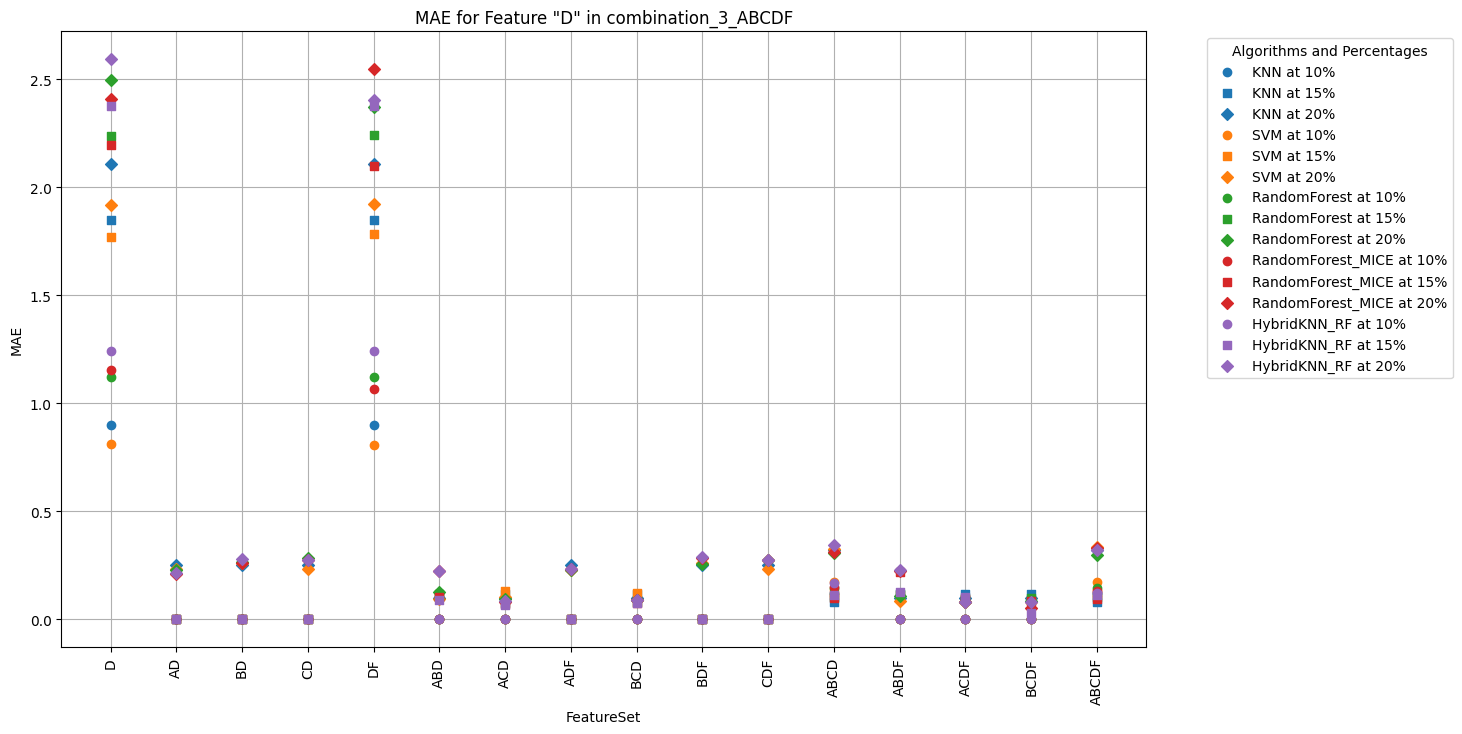 MAE for Feature "D" in combination_3_ABCDF
MAE
2.5
2.0
1.5
1.0
0.5
0.0
D
AD
BD
CD
DF
ABD
ACD
ADF
BCD
BDF
CDF
ABCD
ABDF
ACDF
BCDF
ABCDF
FeatureSet
Algorithms and Percentages
KNN at 10%
KNN at 15%
KNN at 20%
SVM at 10%
SVM at 15%
SVM at 20%
RandomForest at 10%
RandomForest at 15%
RandomForest at 20%
RandomForest_MICE at 10%
RandomForest_MICE at 15%
RandomForest_MICE at 20%
HybridKNN_RF at 10%
HybridKNN_RF at 15%
HybridKNN_RF at 20%